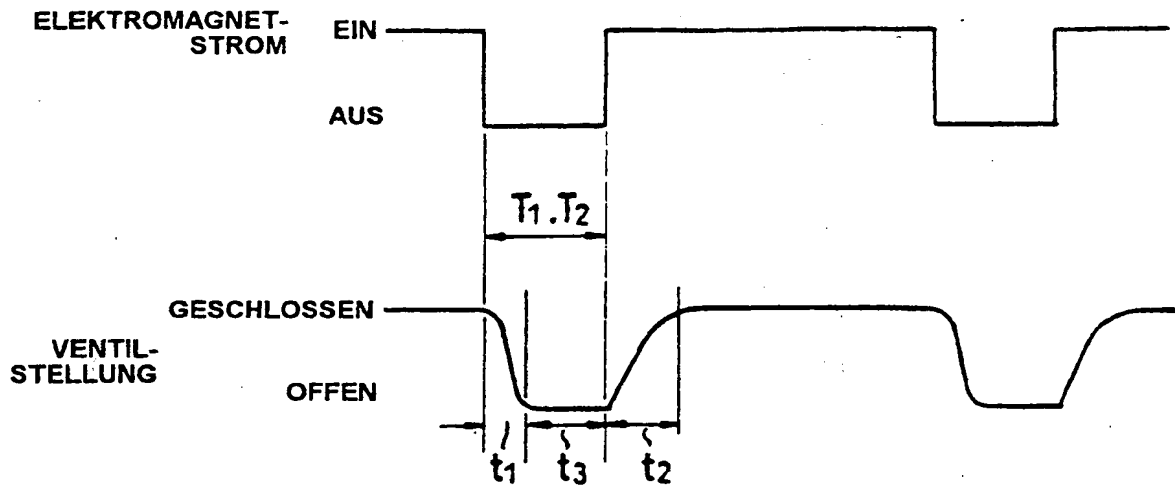 ELEKTROMAGNET-
STROM
EIN
AUS
T1.T2
GESCHLOSSEN
VENTIL-
STELLUNG
OFFEN
t1
t3
t2